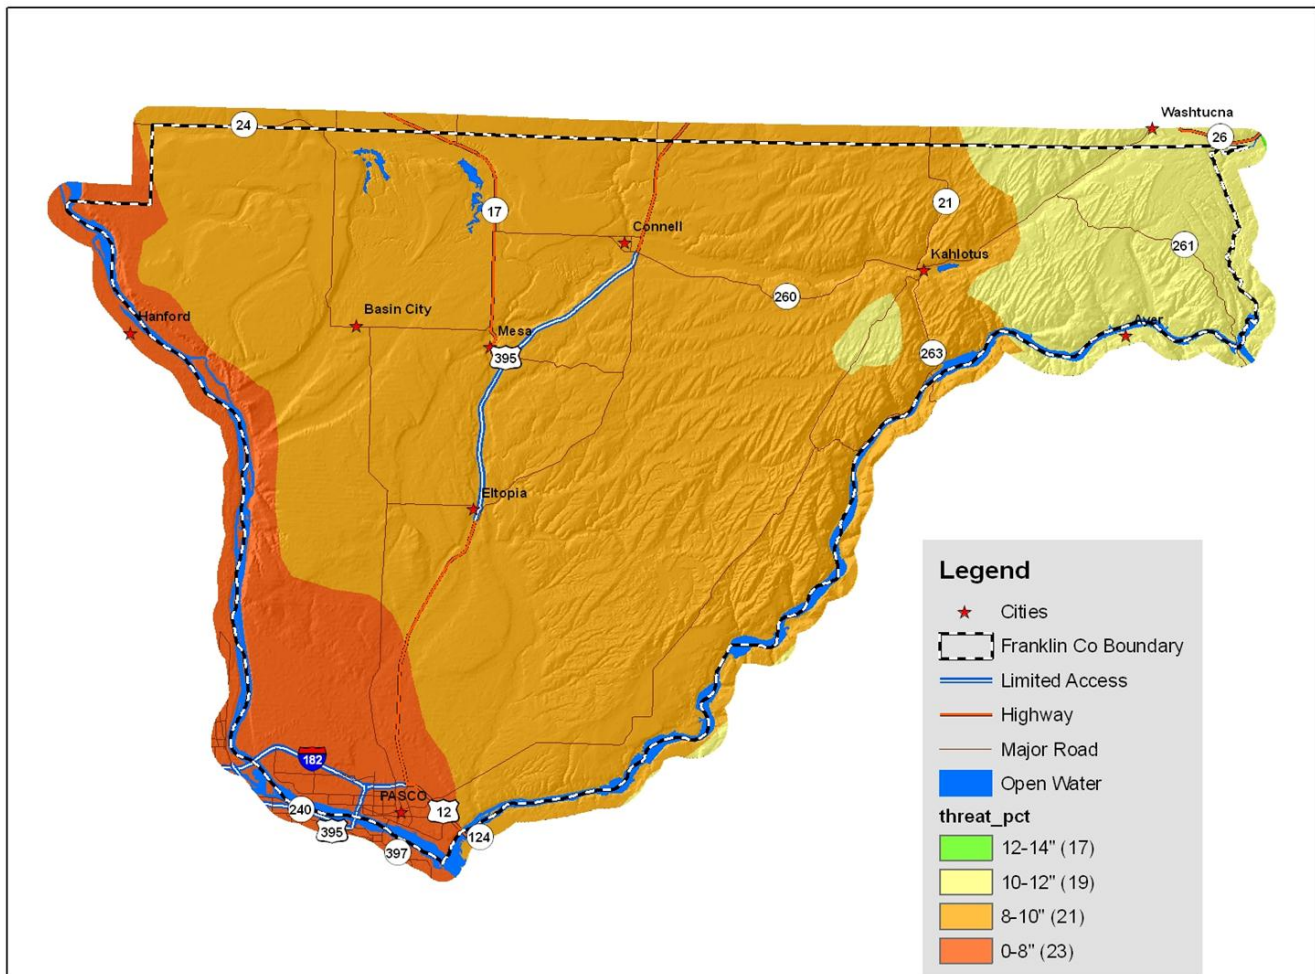 Washtucna
24
26
21
17
Connell
261
Kahlotus
260
Basin City
Hanford
Mesa
Ayer
395
263
Eltopia
182
PASCO
240
12
395
124
397
Legend
Cities
Franklin Co Boundary
Limited Access
Highway
Major Road
Open Water
threat_pct
12-14" (17)
10-12" (19)
8-10" (21)
0-8" (23)